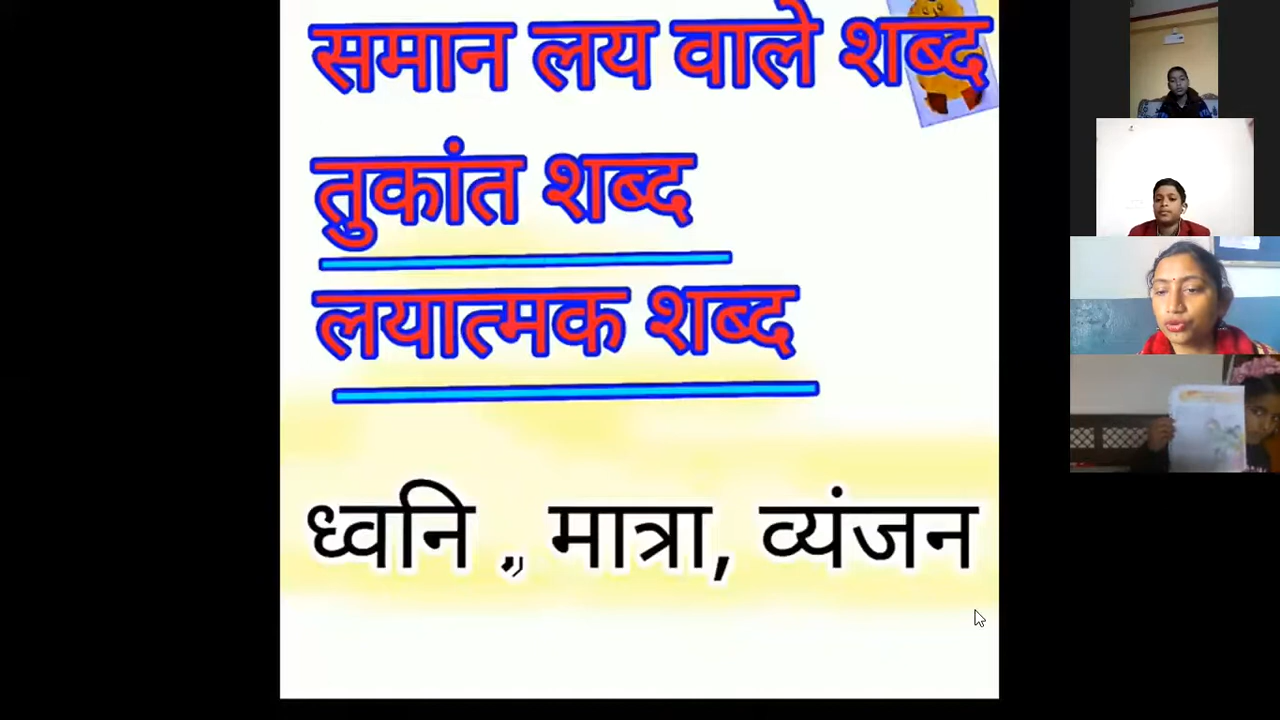 समान लय वाले शब्द
तुकांत शब्द
लयात्मक शब्द
ध्वनि ,, मात्रा, व्यंजन